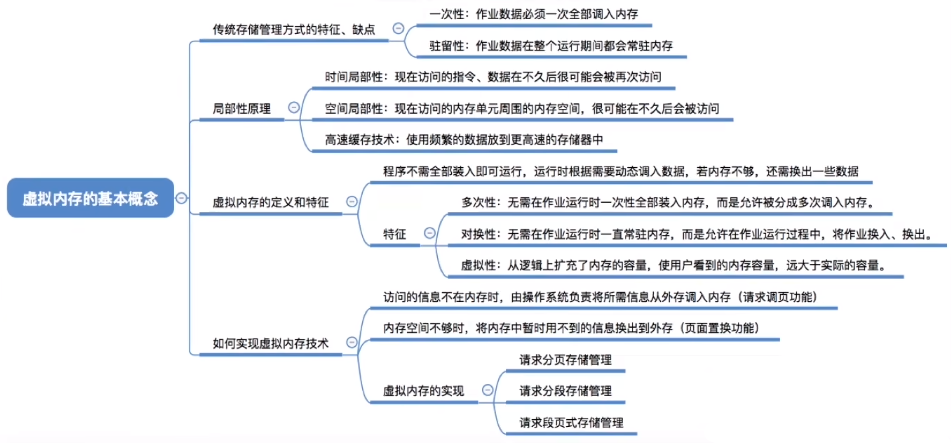 虚拟内存的基本概念
传统存储管理方式的特征、缺点
一次性：作业数据必须一次全部调入内存
驻留性：作业数据在整个运行期间都会常驻内存
局部性原理
时间局部性：现在访问的指令、数据在不久后很可能会被再次访问
空间局部性：现在访问的内存单元周围的内存空间，很可能在不久后会被访问
高速缓存技术：使用频繁的数据放到更高速的存储器中
虚拟内存的定义和特征
程序不需全部装入即可运行，运行时根据需要动态调入数据，若内存不够，还需换出一些数据
特征
多次性：无需在作业运行时一次性全部装入内存，而是允许被分成多次调入内存。
对换性：无需在作业运行时一直常驻内存，而是允许在作业运行过程中，将作业换入、换出。
虚拟性：从逻辑上扩充了内存的容量，使用户看到的内存容量，远大于实际的容量。
如何实现虚拟内存技术
访问的信息不在内存时，由操作系统负责将所需信息从外存调入内存（请求调页功能）
内存空间不够时，将内存中暂时用不到的信息换出到外存（页面置换功能）
虚拟内存的实现
请求分页存储管理
请求分段存储管理
请求段页式存储管理